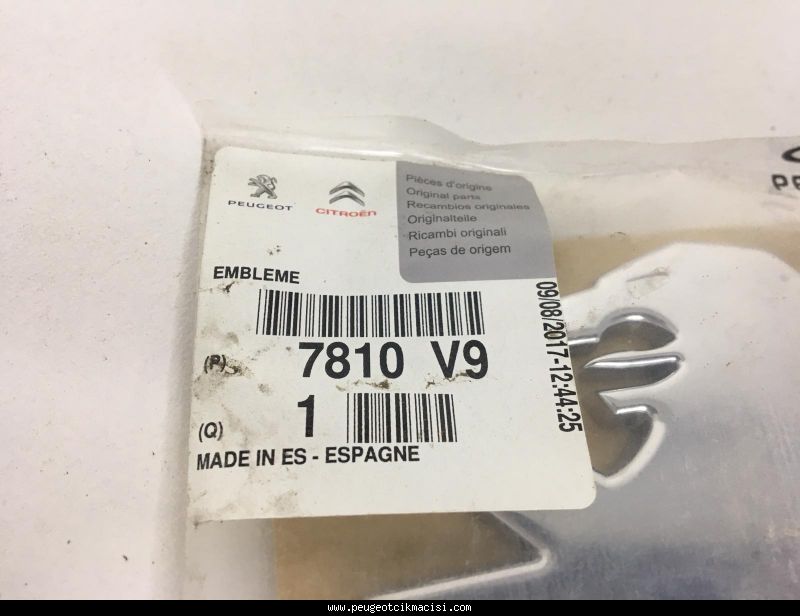 PEUGEOT
CITROËN
Pièces d'origine
Original parts
Recambios originales
Originalteile
Ricambi originali
Peças de origem
EMBLEME
(P) 7810 V9
(Q) 1
MADE IN ES - ESPAGNE
09/08/2017-12:44:25
www.peugeotcikmacisi.com